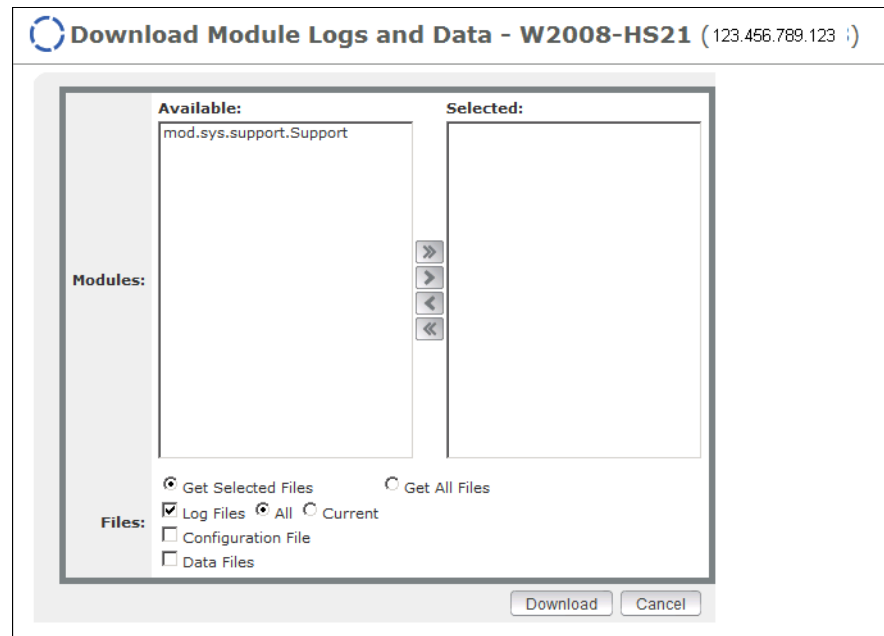 Download Module Logs and Data - W2008-HS21 (123.456.789.123 )
Available: Selected:
mod.sys.support.Support
Modules:
Get Selected Files Get All Files
Files:
Log Files All Current
Configuration File
Data Files
Download Cancel